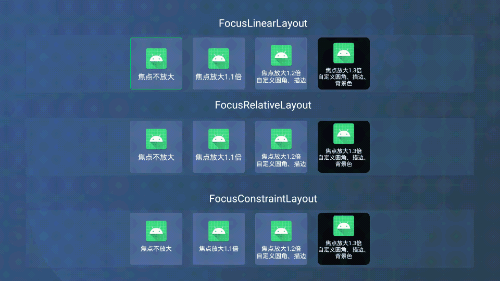 FocusLinearLayout
焦点不放大
焦点放大1.1倍
焦点放大1.2倍
自定义圆角、描边
焦点放大1.3倍
自定义圆角、描边、
背景色
FocusRelativeLayout
焦点不放大
焦点放大1.1倍
焦点放大1.2倍
自定义圆角、描边
焦点放大1.3倍
自定义圆角、描边、
背景色
FocusConstraintLayout
焦点不放大
焦点放大1.1倍
焦点放大1.2倍
自定义圆角、描边
焦点放大1.3倍
自定义圆角、描边、
背景色